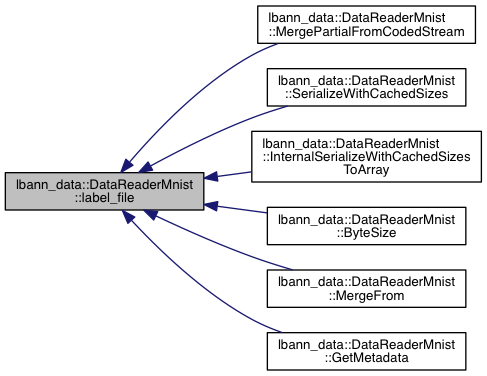 lbann_data::DataReaderMnist
::MergePartialFromCodedStream
lbann_data::DataReaderMnist
::SerializeWithCachedSizes
lbann_data::DataReaderMnist
::InternalSerializeWithCachedSizes
ToArray
lbann_data::DataReaderMnist
::label_file
lbann_data::DataReaderMnist
::ByteSize
lbann_data::DataReaderMnist
::MergeFrom
lbann_data::DataReaderMnist
::GetMetadata